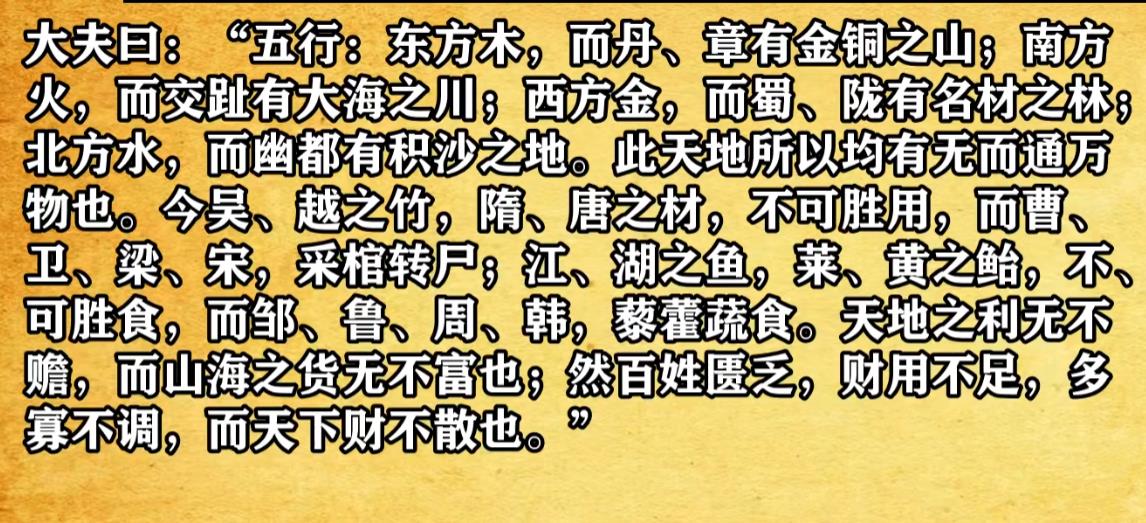 大夫曰：“五行：东方木，而丹、章有金铜之山；南方
火，而交趾有大海之川；西方金，而蜀、陇有名材之林；
北方水，而幽都有积沙之地。此天地所以均有无而通万
物也。今吴、越之竹，隋、唐之材，不可胜用，而曹、
卫、梁、宋，采棺转尸；江、湖之鱼，莱、黄之鲐，不、
可胜食，而邹、鲁、周、韩，藜藿蔬食。天地之利无不
赡，而山海之货无不富也；然百姓匮乏，财用不足，多
寡不调，而天下财不散也。”